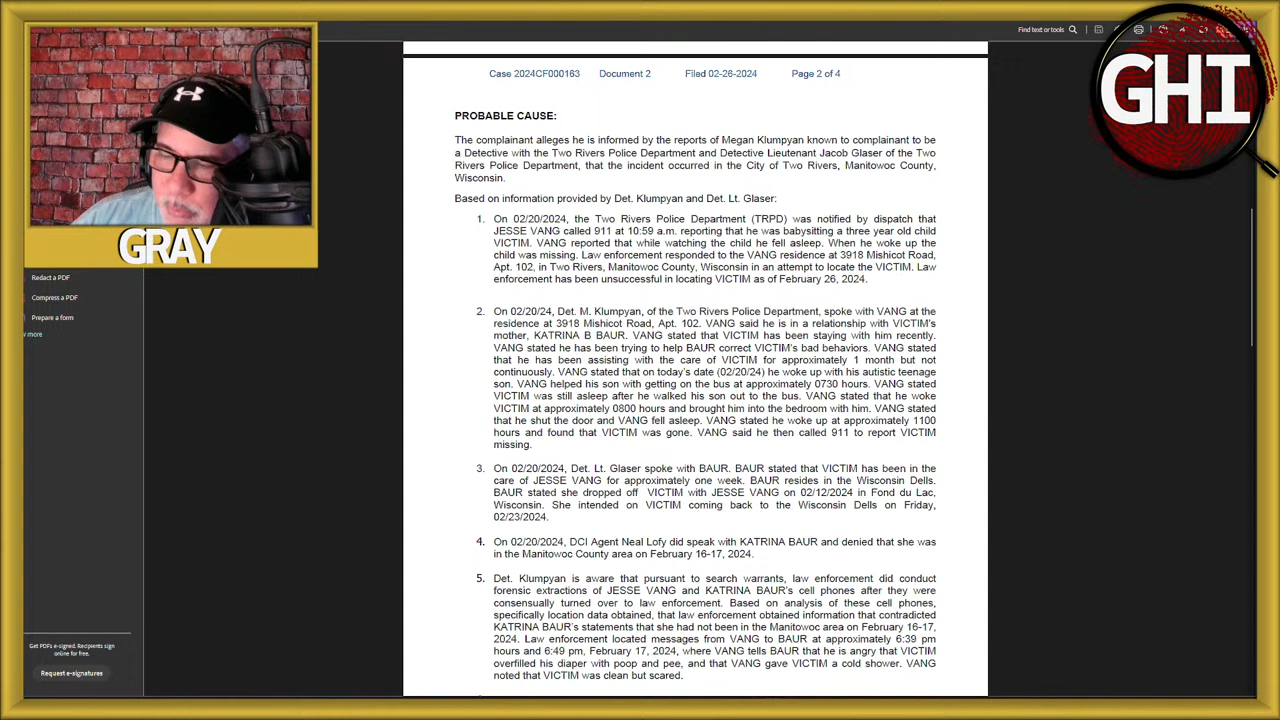 Find text or tools
GHI
GRAY
Redact a PDF
Compress a PDF
Prepare a form
w more
Get PDFs e-signed. Recipients sign
online for free.
Request e-signatures
Case 2024CF000163 Document 2 Filed 02-26-2024 Page 2 of 4
PROBABLE CAUSE:
The complainant alleges he is informed by the reports of Megan Klumpyan known to complainant to be
a Detective with the Two Rivers Police Department and Detective Lieutenant Jacob Glaser of the Two
Rivers Police Department, that the incident occurred in the City of Two Rivers, Manitowoc County,
Wisconsin.
Based on information provided by Det. Klumpyan and Det. Lt. Glaser:
1. On 02/20/2024, the Two Rivers Police Department (TRPD) was notified by dispatch that
JESSE VANG called 911 at 10:59 a.m. reporting that he was babysitting a three year old child
VICTIM. VANG reported that while watching the child he fell asleep. When he woke up the
child was missing. Law enforcement responded to the VANG residence at 3918 Mishicot Road,
Apt. 102, in Two Rivers, Manitowoc County, Wisconsin in an attempt to locate the VICTIM. Law
enforcement has been unsuccessful in locating VICTIM as of February 26, 2024.
2. On 02/20/24, Det. M. Klumpyan, of the Two Rivers Police Department, spoke with VANG at the
residence at 3918 Mishicot Road, Apt. 102. VANG said he is in a relationship with VICTIM's
mother, KATRINA B BAUR. VANG stated that VICTIM has been staying with him recently.
VANG stated he has been trying to help BAUR correct VICTIM's bad behaviors. VANG stated
that he has been assisting with the care of VICTIM for approximately 1 month but not
continuously. VANG stated that on today's date (02/20/24) he woke up with his autistic teenage
son. VANG helped his son with getting on the bus at approximately 0730 hours. VANG stated
VICTIM was still asleep after he walked his son out to the bus. VANG stated that he woke
VICTIM at approximately 0800 hours and brought him into the bedroom with him. VANG stated
that he shut the door and VANG fell asleep. VANG stated he woke up at approximately 1100
hours and found that VICTIM was gone. VANG said he then called 911 to report VICTIM
missing.
3. On 02/20/2024, Det. Lt. Glaser spoke with BAUR. BAUR stated that VICTIM has been in the
care of JESSE VANG for approximately one week. BAUR resides in the Wisconsin Dells.
BAUR stated she dropped off VICTIM with JESSE VANG on 02/12/2024 in Fond du Lac,
Wisconsin. She intended on VICTIM coming back to the Wisconsin Dells on Friday,
02/23/2024.
4. On 02/20/2024, DCI Agent Neal Lofy did speak with KATRINA BAUR and denied that she was
in the Manitowoc County area on February 16-17, 2024.
5. Det. Klumpyan is aware that pursuant to search warrants, law enforcement did conduct
forensic extractions of JESSE VANG and KATRINA BAUR's cell phones after they were
consensually turned over to law enforcement. Based on analysis of these cell phones,
specifically location data obtained, that law enforcement obtained information that contradicted
KATRINA BAUR's statements that she had not been in the Manitowoc area on February 16-17,
2024. Law enforcement located messages from VANG to BAUR at approximately 6:39 pm
hours and 6:49 pm, February 17, 2024, where VANG tells BAUR that he is angry that VICTIM
overfilled his diaper with poop and pee, and that VANG gave VICTIM a cold shower. VANG
noted that VICTIM was clean but scared.